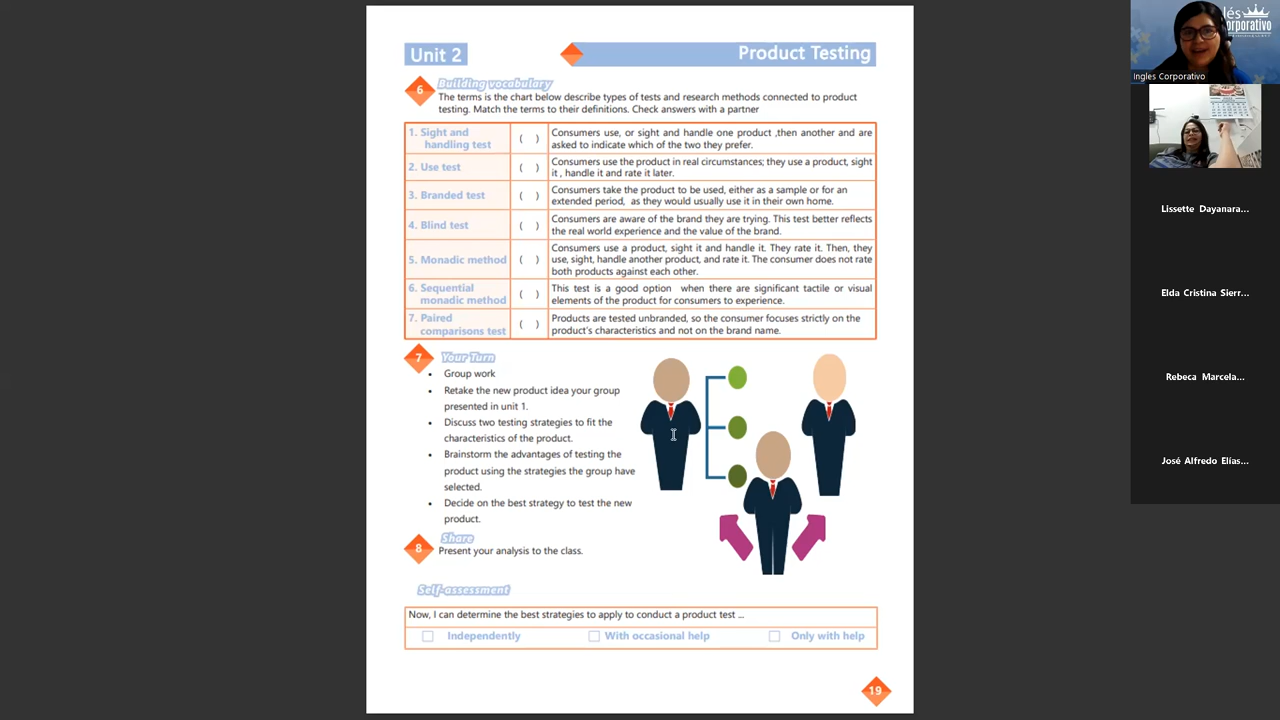 Unit 2
Product Testing
6
Building vocabulary
The terms is the chart below describe types of tests and research methods connected to product
testing. Match the terms to their definitions. Check answers with a partner
1. Sight and
handling test
( )
Consumers use, or sight and handle one product ,then another and are
asked to indicate which of the two they prefer.
2. Use test
( )
Consumers use the product in real circumstances; they use a product, sight
it , handle it and rate it later.
3. Branded test
( )
Consumers take the product to be used, either as a sample or for an
extended period, as they would usually use it in their own home.
4. Blind test
( )
Consumers are aware of the brand they are trying. This test better reflects
the real world experience and the value of the brand.
5. Monadic method
( )
Consumers use a product, sight it and handle it. They rate it. Then, they
use, sight, handle another product, and rate it. The consumer does not rate
both products against each other.
6. Sequential
monadic method
( )
This test is a good option when there are significant tactile or visual
elements of the product for consumers to experience.
7. Paired
comparisons test
( )
Products are tested unbranded, so the consumer focuses strictly on the
product's characteristics and not on the brand name.
7
Your Turn
• Group work
• Retake the new product idea your group
presented in unit 1.
• Discuss two testing strategies to fit the
characteristics of the product.
• Brainstorm the advantages of testing the
product using the strategies the group have
selected.
• Decide on the best strategy to test the new
product.
8
Share
Present your analysis to the class.
Self-assessment
Now, I can determine the best strategies to apply to conduct a product test ...
Independently
With occasional help
Only with help
19
lés
orporativo
Ingles Corporativo
Lissette Dayanara...
Elda Cristina Sierr...
Rebeca Marcela...
José Alfredo Elías...